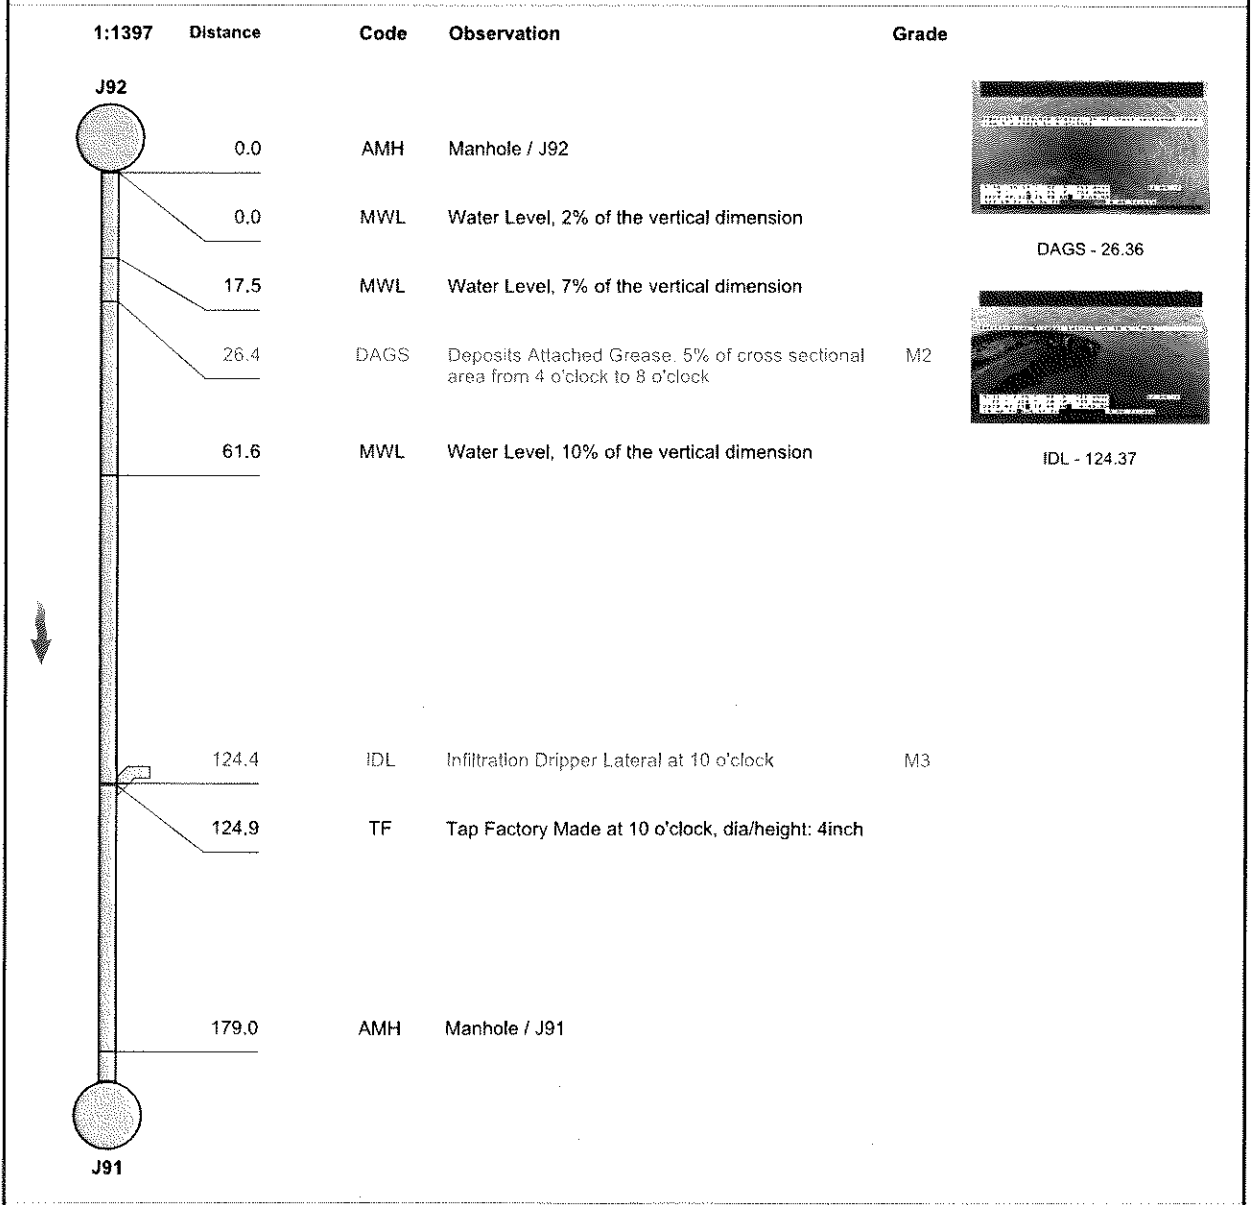 1:1397 Distance Code Observation Grade
J92
0.0 AMH Manhole / J92
0.0 MWL Water Level, 2% of the vertical dimension
DAGS - 26.36
17.5 MWL Water Level, 7% of the vertical dimension
26.4 DAGS Deposits Attached Grease, 5% of cross sectional M2
area from 4 o'clock to 8 o'clock
61.6 MWL Water Level, 10% of the vertical dimension
IDL - 124.37
124.4 IDL Infiltration Dripper Lateral at 10 o'clock M3
124.9 TF Tap Factory Made at 10 o'clock, dia/height: 4inch
179.0 AMH Manhole / J91
J91